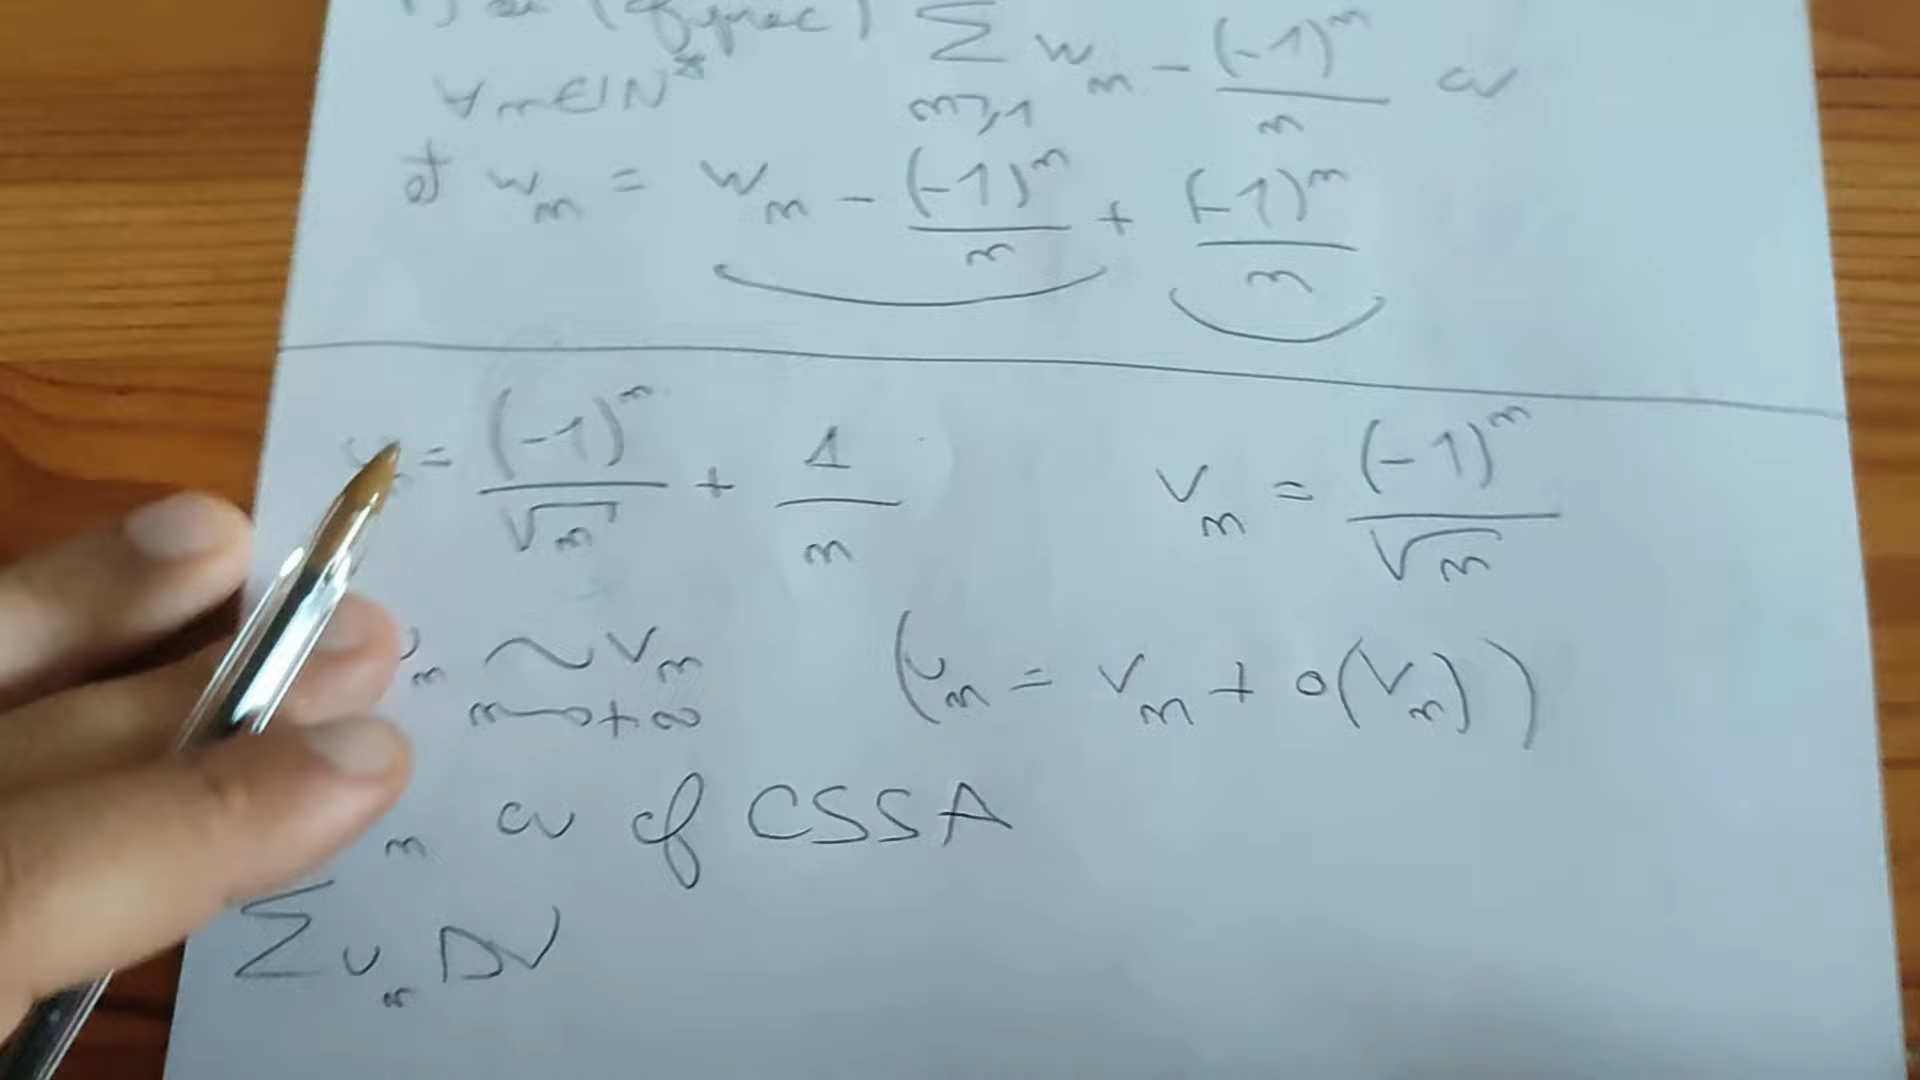 ∑_{n≥1} w_n - (-1)^n/n cv
∀n∈ℕ*
et w_n = w_n - (-1)^n/n + (-1)^n/n
= (-1)^n/√n + 1/n    v_n = (-1)^n/√n
u_n ~_{n→+∞} v_n    (u_n = v_n + o(v_n))
n cv cf CSSA
∑u_n DV